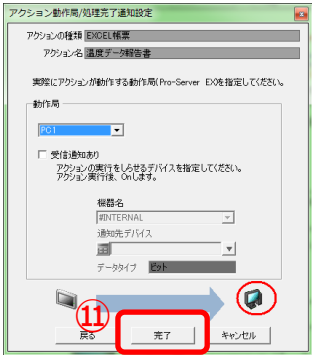 アクション動作局/処理完了通知設定
アクションの種類 EXCEL帳票
アクション名 温度データ報告書
実際にアクションが動作する動作局(Pro-Server EXを指定してください。
動作局
PC1
受信通知あり
アクションの実行をしらせるデバイスを指定してください。
アクション実行後、Onします。
機器名
#INTERNAL
通知先デバイス
データタイプ ビット
⑪
戻る 完了 キャンセル